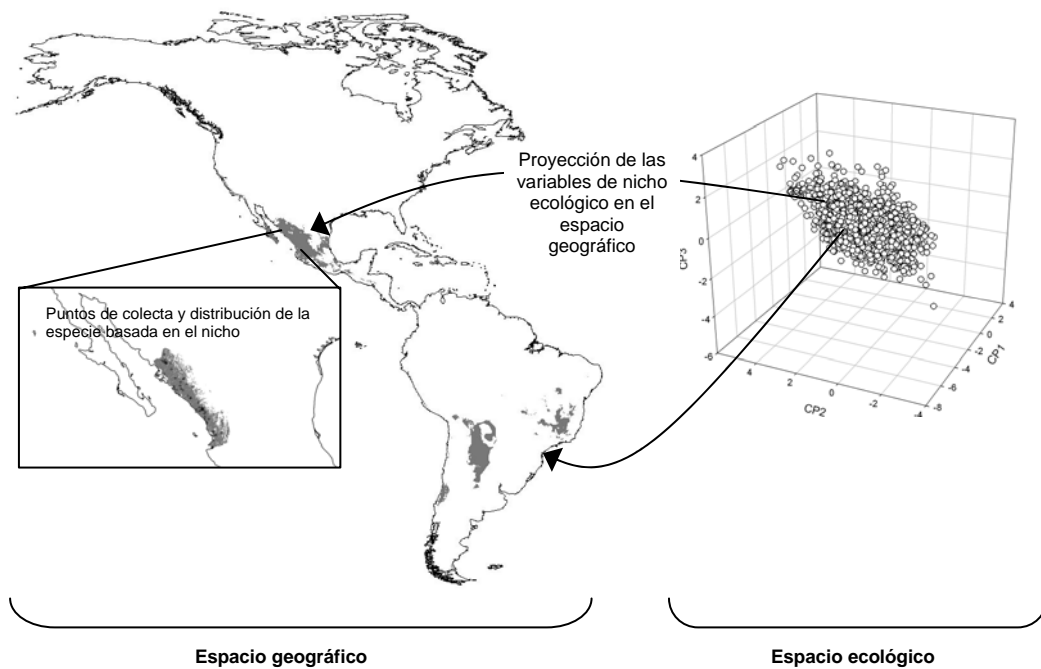 Proyección de las
variables de nicho
ecológico en el
espacio
geográfico
Puntos de colecta y distribución de la
especie basada en el nicho
4
2
0
-2
-4
-6
CP3
4
2
0
-2
-4
CP2
4
2
0
-2
-4
-6
-8
CP1
Espacio geográfico
Espacio ecológico